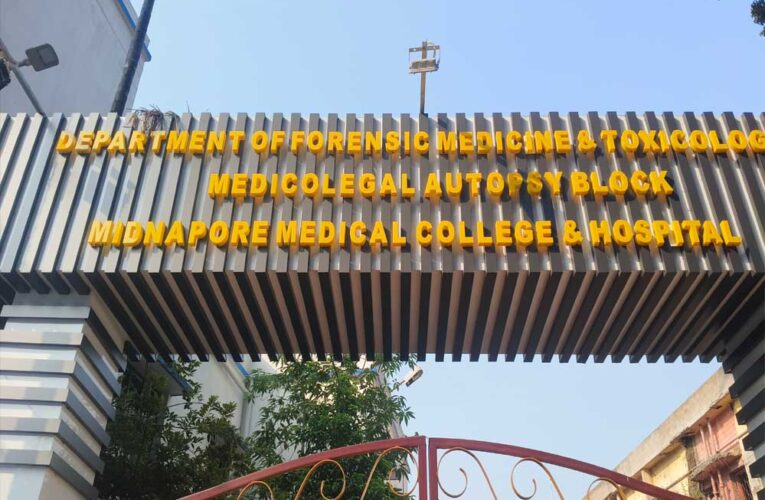 DEPARTMENT OF FORENSIC MEDICINE & TOXICOLOG
MEDICOLEGAL AUTOPSY BLOCK
MIDNAPORE MEDICAL COLLEGE & HOSPITAL